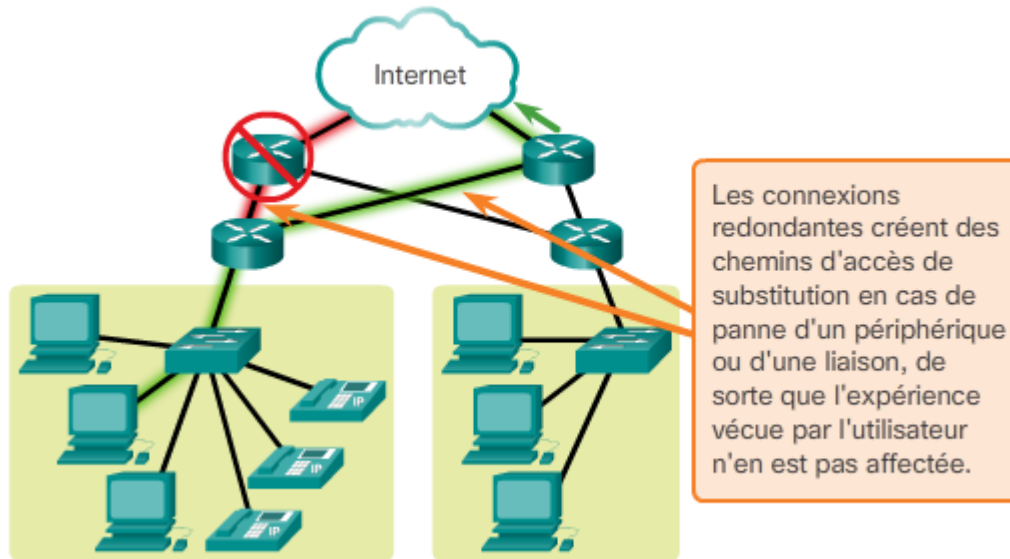 Internet
Les connexions
redondantes créent des
chemins d'accès de
substitution en cas de
panne d'un périphérique
ou d'une liaison, de
sorte que l'expérience
vécue par l'utilisateur
n'en est pas affectée.
IP
IP
IP